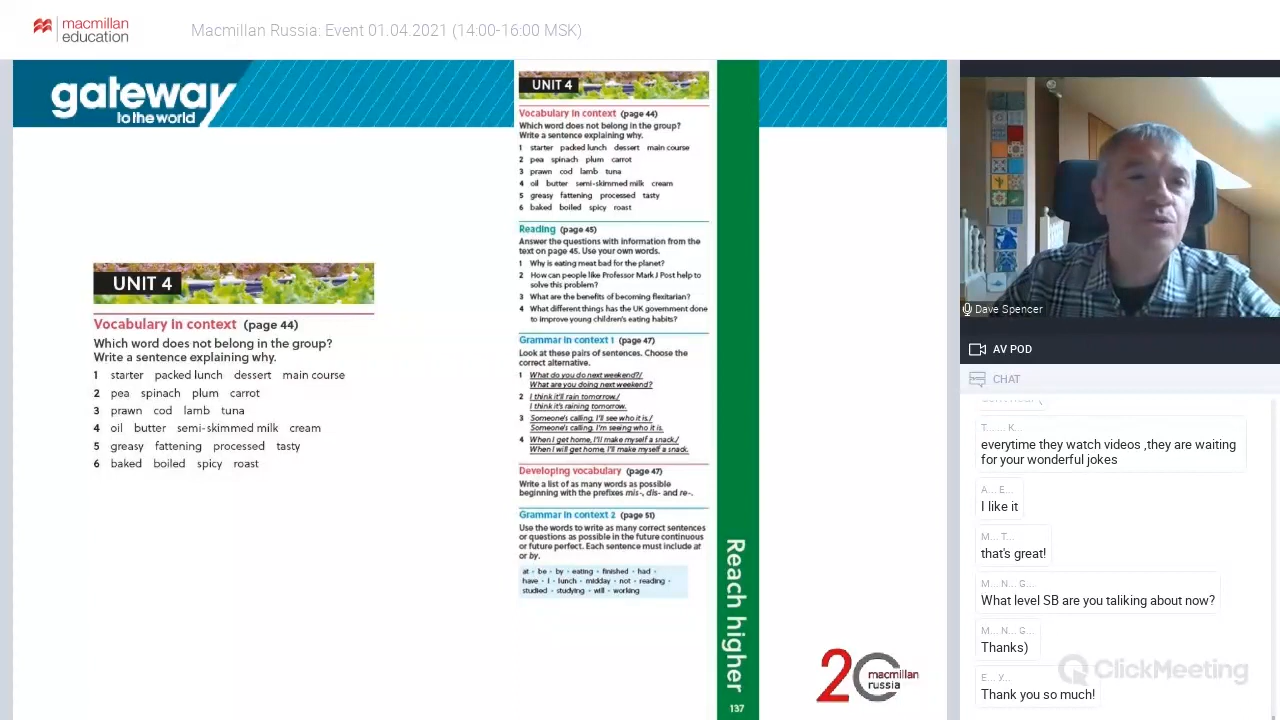 macmillan
education
Macmillan Russia: Event 01.04.2021 (14:00-16:00 MSK)
gateway
to the world
UNIT 4
Vocabulary in context (page 44)
Which word does not belong in the group?
Write a sentence explaining why.
1 starter packed lunch dessert main course
2 pea spinach plum carrot
3 prawn cod lamb tuna
4 oil butter semi-skimmed milk cream
5 greasy fattening processed tasty
6 baked boiled spicy roast
UNIT 4
Vocabulary in context (page 44)
Which word does not belong in the group?
Write a sentence explaining why.
1 starter packed lunch dessert main course
2 pea spinach plum carrot
3 prawn cod lamb tuna
4 oil butter semi-skimmed milk cream
5 greasy fattening processed tasty
6 baked boiled spicy roast
Reading (page 45)
Answer the questions with information from the
text on page 45. Use your own words.
1 Why is eating meat bad for the planet?
2 How can people like Professor Mark J Post help to
solve this problem?
3 What are the benefits of becoming flexitarian?
4 What different things has the UK government done
to improve young children's eating habits?
Grammar in context 1 (page 47)
Look at these pairs of sentences. Choose the
correct alternative.
1 What do you do next weekend?/
What are you doing next weekend?
2 I think it'll rain tomorrow./
I think it's raining tomorrow.
3 Someone's calling. I'll see who it is./
Someone's calling. I'm seeing who it is.
4 When I get home, I'll make myself a snack./
When I will get home, I'll make myself a snack.
Developing vocabulary (page 47)
Write a list of as many words as possible
beginning with the prefixes mis-, dis- and re-.
Grammar in context 2 (page 51)
Use the words to write as many correct sentences
or questions as possible in the future continuous
or future perfect. Each sentence must include at
or by.
at • be • by • eating • finished • had •
have • I • lunch • midday • not • reading •
studied • studying • will • working
Reach higher
137
20 macmillan
russia
Dave Spencer
AV POD
CHAT
T... ... K...
everytime they watch videos ,they are waiting
for your wonderful jokes
A... E...
I like it
M... T...
that's great!
M... N... G...
What level SB are you taliking about now?
M... N... G...
Thanks)
E... У...
Thank you so much!
ClickMeeting